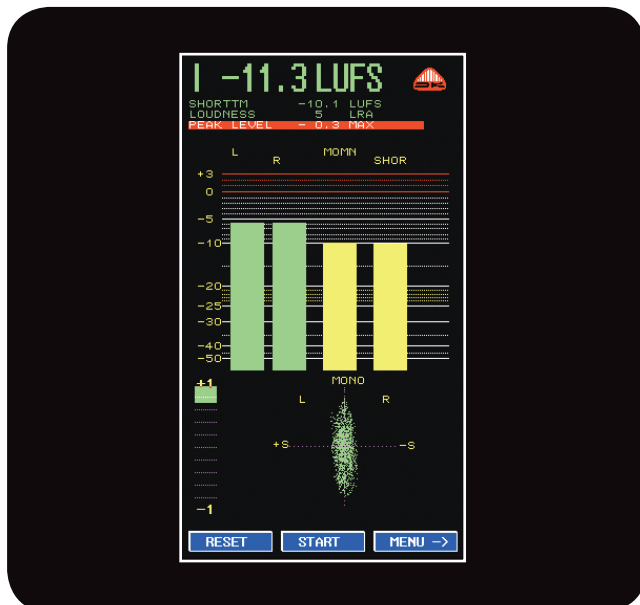 I -11.3 LUFS
SHORTTM -10.1 LUFS
LOUDNESS 5 LRA
PEAK LEVEL - 0.3 MAX
L R MOMN SHOR
+3
0
-5
-10
-20
-25
-30
-40
-50
+1
MONO
L R
+S -S
-1
RESET START MENU ->